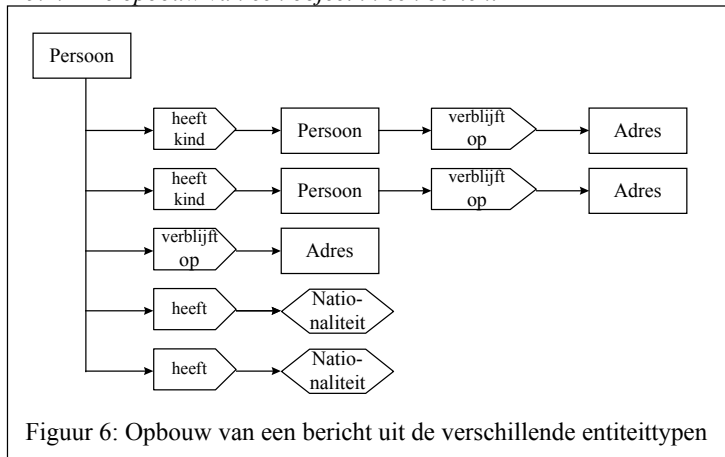 Persoon
heeft
kind
Persoon
verblijft
op
Adres
heeft
kind
Persoon
verblijft
op
Adres
verblijft
op
Adres
heeft
Natio-
naliteit
heeft
Natio-
naliteit
Figuur 6: Opbouw van een bericht uit de verschillende entiteittypen